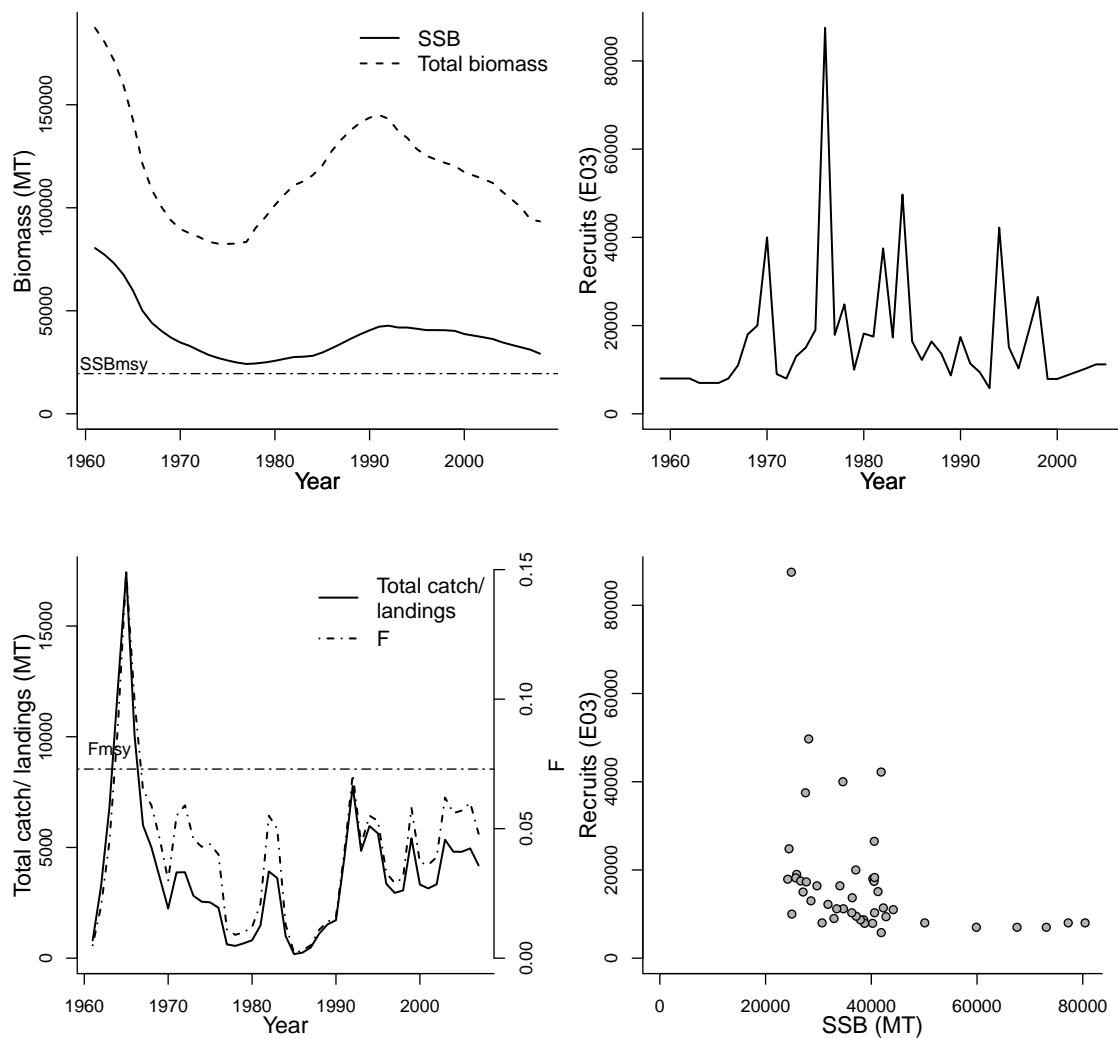 SSB
Total biomass
Biomass (MT)
0
50000
100000
150000
SSBmsy
1960
1970
1980
1990
2000
Year
Recruits (E03)
0
20000
40000
60000
80000
1960
1970
1980
1990
2000
Year
Total catch/
landings
F
Total catch/ landings (MT)
0
5000
10000
15000
Fmsy
0.00
0.05
0.10
0.15
F
1960
1970
1980
1990
2000
Year
Recruits (E03)
0
20000
40000
60000
80000
0
20000
40000
60000
80000
SSB (MT)